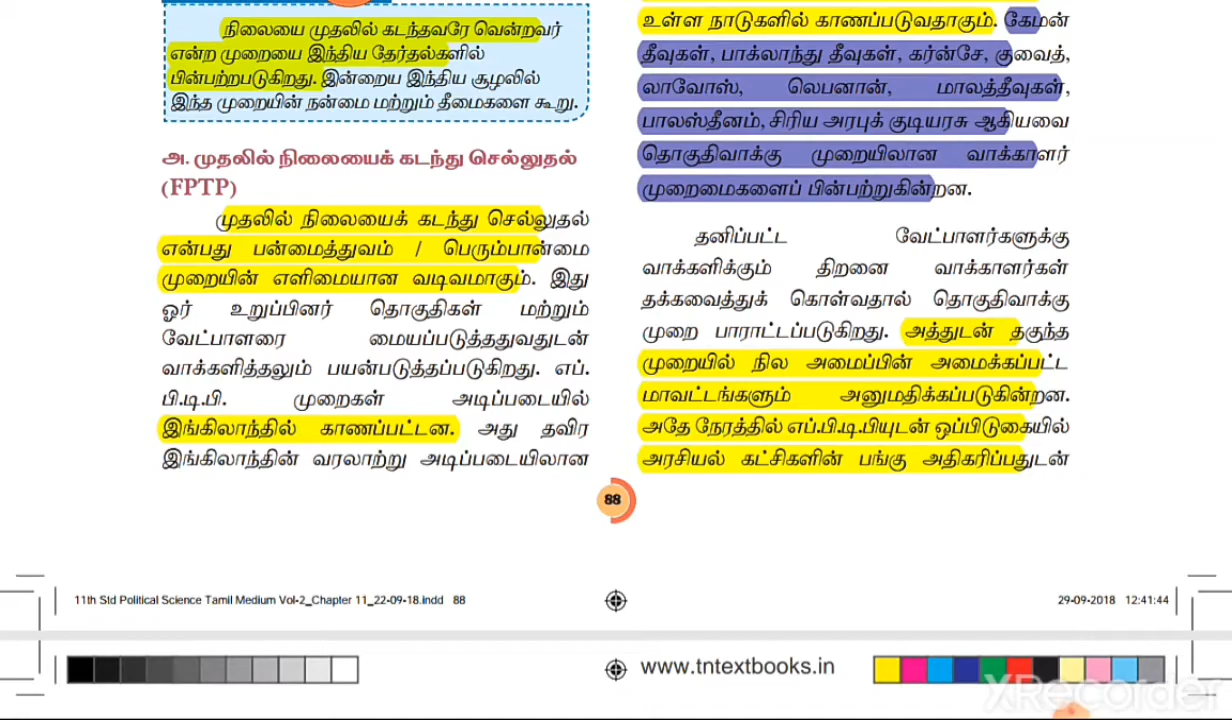 நிலையை முதலில் கடந்தவரே வென்றவர்
என்ற முறையை இந்திய தேர்தல்களில்
பின்பற்றபடுகிறது. இன்றைய இந்திய சூழலில்
இந்த முறையின் நன்மை மற்றும் தீமைகளை கூறு.
அ. முதலில் நிலையைக் கடந்து செல்லுதல்
(FPTP)
முதலில் நிலையைக் கடந்து செல்லுதல்
என்பது பன்மைத்துவம் / பெரும்பான்மை
முறையின் எளிமையான வடிவமாகும். இது
ஓர் உறுப்பினர் தொகுதிகள் மற்றும்
வேட்பாளரை மையப்படுத்ததுவதுடன்
வாக்களித்தலும் பயன்படுத்தப்படுகிறது. எப்.
பி.டி.பி. முறைகள் அடிப்படையில்
இங்கிலாந்தில் காணப்பட்டன. அது தவிர
இங்கிலாந்தின் வரலாற்று அடிப்படையிலான
உள்ள நாடுகளில் காணப்படுவதாகும். கேமன்
தீவுகள், பாக்லாந்து தீவுகள், கர்ன்சே, குவைத்,
லாவோஸ், லெபனான், மாலத்தீவுகள்,
பாலஸ்தீனம், சிரிய அரபுக் குடியரசு ஆகியவை
தொகுதிவாக்கு முறையிலான வாக்காளர்
முறைமைகளைப் பின்பற்றுகின்றன.
தனிப்பட்ட வேட்பாளர்களுக்கு
வாக்களிக்கும் திறனை வாக்காளர்கள்
தக்கவைத்துக் கொள்வதால் தொகுதிவாக்கு
முறை பாராட்டப்படுகிறது. அத்துடன் தகுந்த
முறையில் நில அமைப்பின் அமைக்கப்பட்ட
மாவட்டங்களும் அனுமதிக்கப்படுகின்றன.
அதே நேரத்தில் எப்.பி.டி.பியுடன் ஒப்பிடுகையில்
அரசியல் கட்சிகளின் பங்கு அதிகரிப்பதுடன்
88
11th Std Political Science Tamil Medium Vol-2_Chapter 11_22-09-18.indd 88
29-09-2018 12:41:44
www.tntextbooks.in
XRecorder